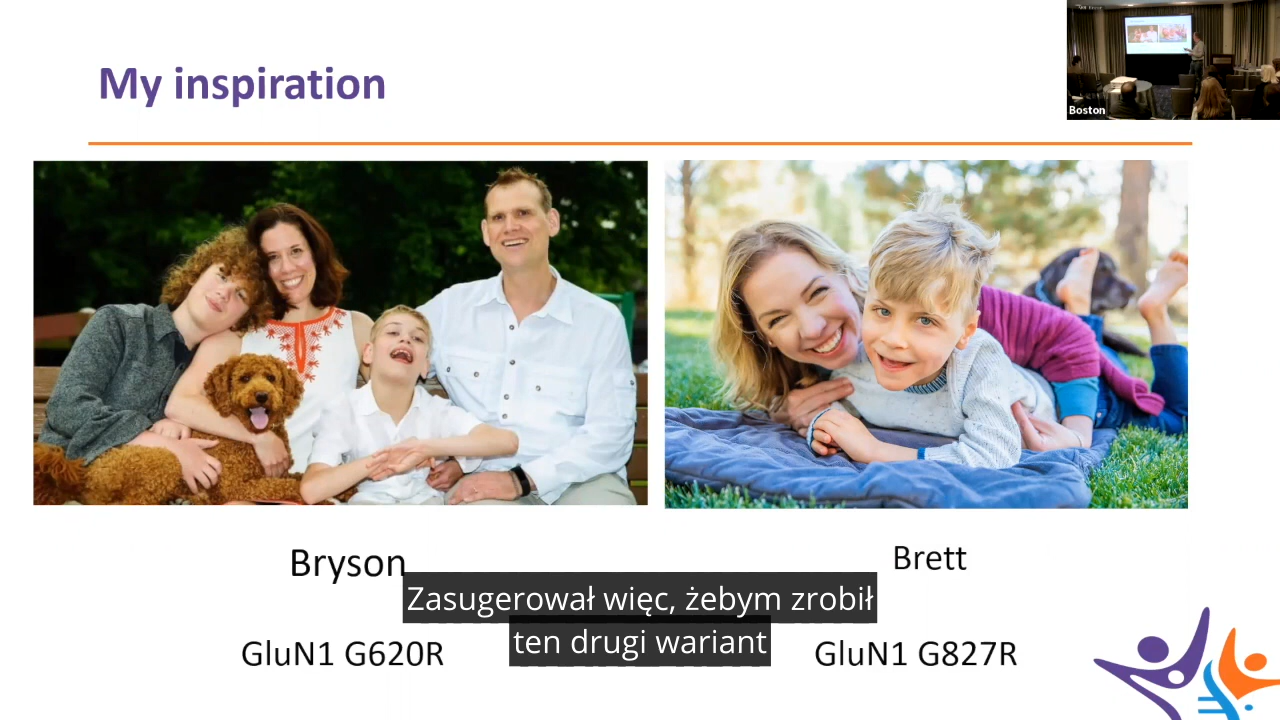 My inspiration
Boston
Bryson
Brett
Zasugerował więc, żebym zrobił
ten drugi wariant
GluN1 G620R
GluN1 G827R